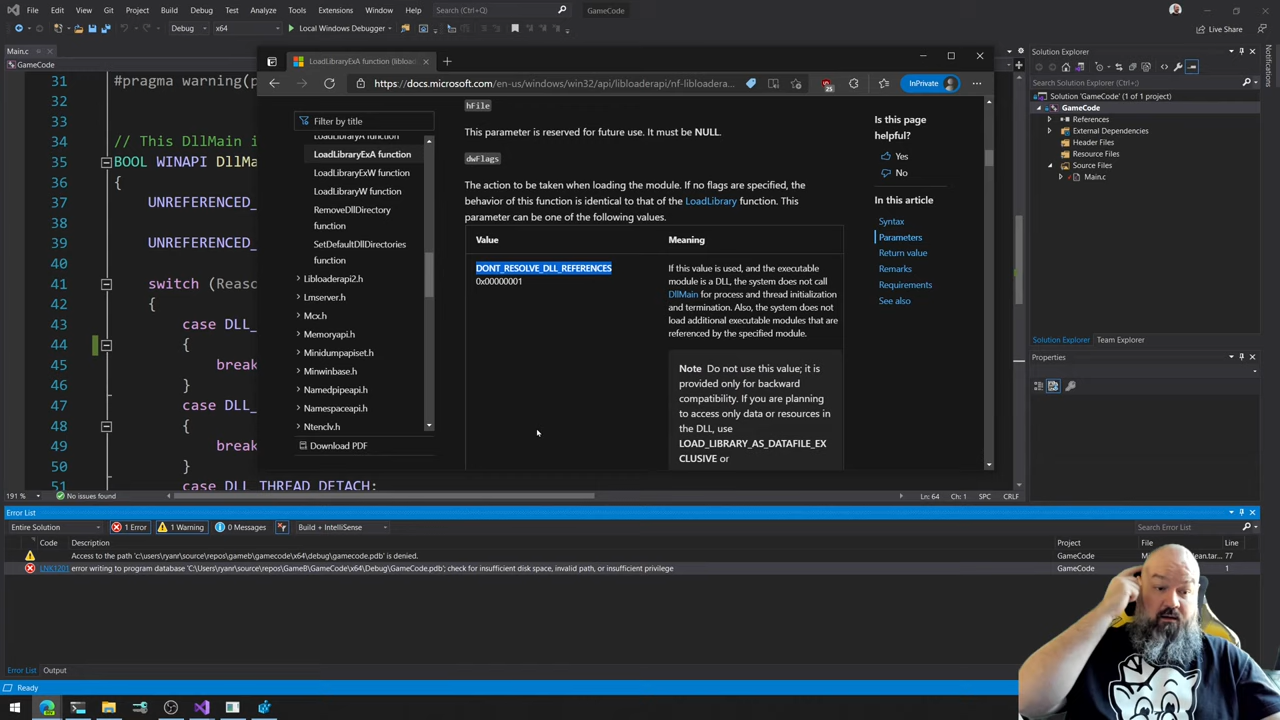 File Edit View Git Project Build Debug Test Analyze Tools Extensions Window Help Search (Ctrl+Q) GameCode
Debug x64 Local Windows Debugger Live Share
Main.c
GameCode
31 #pragma warning(p
32
33
34 // This DllMain i
35 BOOL WINAPI DllMa
36 {
37 UNREFERENCED_
38
39 UNREFERENCED_
40
41 switch (Reaso
42 {
43 case DLL_
44 {
45 break
46 }
47 case DLL_
48 {
49 break
50 }
51 case DLL_THREAD_DETACH:
191 % No issues found Ln: 64 Ch: 1 SPC CRLF
LoadLibraryExA function (libload
https://docs.microsoft.com/en-us/windows/win32/api/libloaderapi/nf-libloadera... 25 InPrivate
Filter by title
LoadLibraryA function
LoadLibraryExA function
LoadLibraryExW function
LoadLibraryW function
RemoveDllDirectory
function
SetDefaultDllDirectories
function
Libloaderapi2.h
Lmserver.h
Mcx.h
Memoryapi.h
Minidumpapiset.h
Minwinbase.h
Namedpipeapi.h
Namespaceapi.h
Ntenclv.h
Download PDF
hFile
This parameter is reserved for future use. It must be NULL.
dwFlags
The action to be taken when loading the module. If no flags are specified, the
behavior of this function is identical to that of the LoadLibrary function. This
parameter can be one of the following values.
Value Meaning
DONT_RESOLVE_DLL_REFERENCES
0x00000001
If this value is used, and the executable
module is a DLL, the system does not call
DllMain for process and thread initialization
and termination. Also, the system does not
load additional executable modules that are
referenced by the specified module.
Note Do not use this value; it is
provided only for backward
compatibility. If you are planning
to access only data or resources in
the DLL, use
LOAD_LIBRARY_AS_DATAFILE_EX
CLUSIVE or
Is this page
helpful?
Yes
No
In this article
Syntax
Parameters
Return value
Remarks
Requirements
See also
Solution Explorer
Search Solution Explorer (Ctrl+;)
Solution 'GameCode' (1 of 1 project)
GameCode
References
External Dependencies
Header Files
Resource Files
Source Files
Main.c
Solution Explorer Team Explorer
Properties
Error List
Entire Solution 1 Error 1 Warning 0 Messages Build + IntelliSense Search Error List
Code Description Project File Line
Access to the path 'c:\users\ryanr\source\repos\gameb\gamecode\x64\debug\gamecode.pdb' is denied. GameCode 77
LNK1201 error writing to program database 'C:\Users\ryanr\source\repos\GameB\GameCode\x64\Debug\GameCode.pdb'; check for insufficient disk space, invalid path, or insufficient privilege GameCode 1
Error List Output
Ready